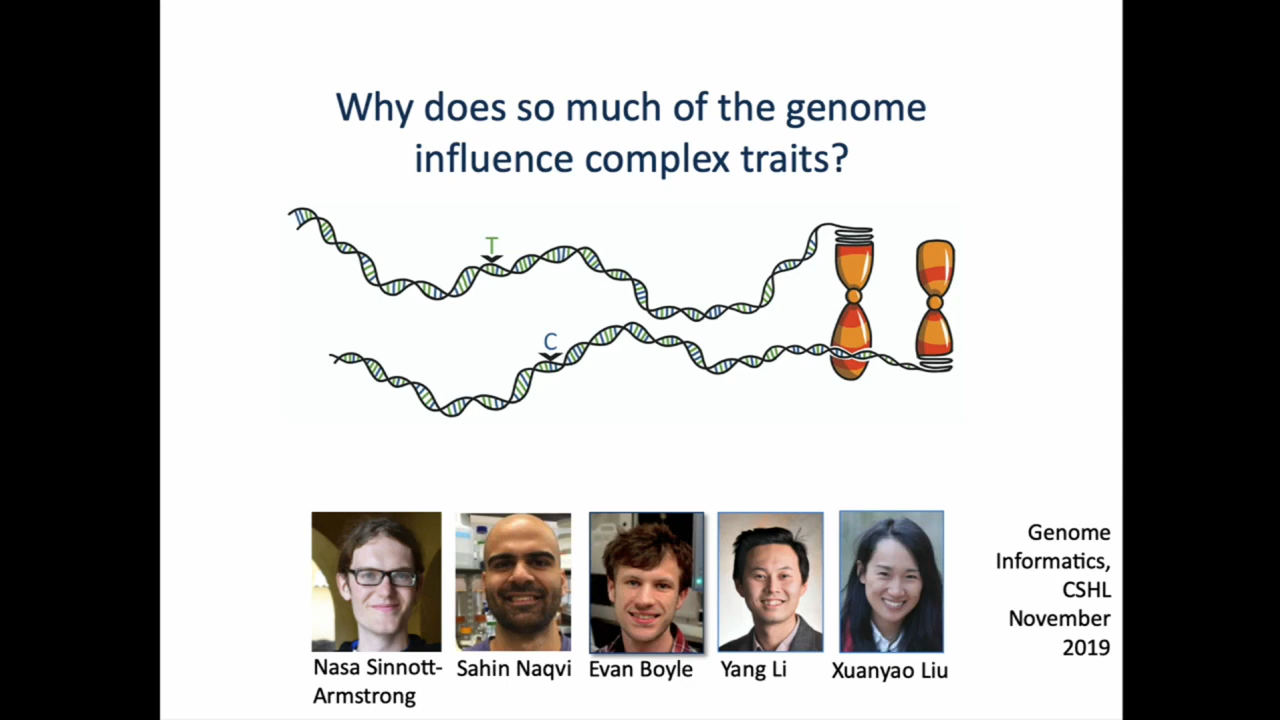 Why does so much of the genome
influence complex traits?
T
C
Nasa Sinnott-
Armstrong
Sahin Naqvi
Evan Boyle
Yang Li
Xuanyao Liu
Genome
Informatics,
CSHL
November
2019